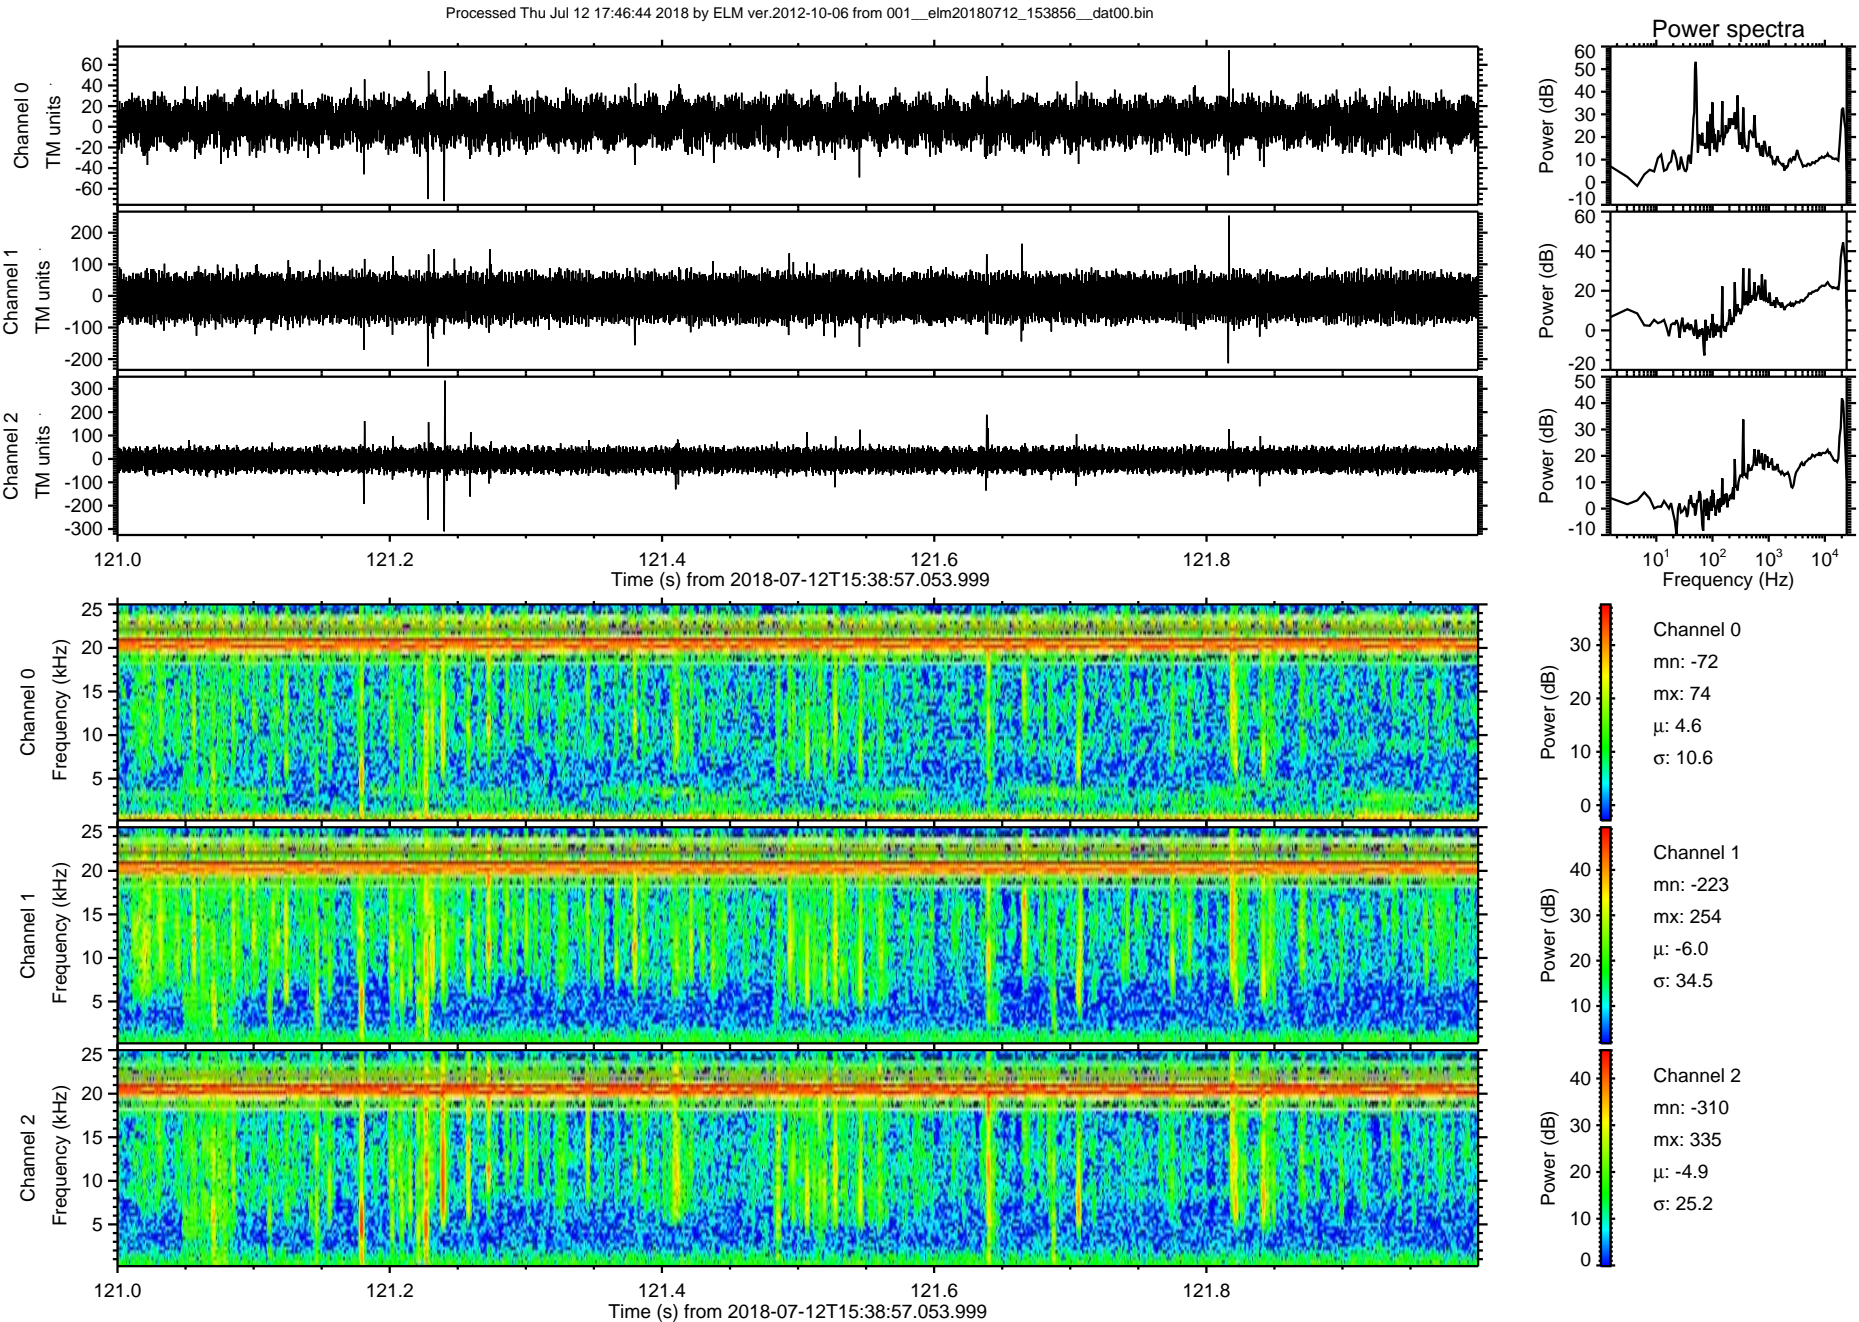 Processed Thu Jul 12 17:46:44 2018 by ELM ver.2012-10-06 from 001__elm20180712_153856__dat00.bin
Power spectra
Channel 0
TM units
60
40
20
0
-20
-40
-60
Power (dB)
60
50
40
30
20
10
0
-10
Channel 1
TM units
200
100
0
-100
-200
Power (dB)
60
40
20
0
-20
Channel 2
TM units
300
200
100
0
-100
-200
-300
Power (dB)
50
40
30
20
10
0
-10
121.0 121.2 121.4 121.6 121.8
Time (s) from 2018-07-12T15:38:57.053.999
10¹ 10² 10³ 10⁴
Frequency (Hz)
Channel 0
Frequency (kHz)
25
20
15
10
5
Power (dB)
30
20
10
0
Channel 0
mn: -72
mx: 74
μ: 4.6
σ: 10.6
Channel 1
Frequency (kHz)
25
20
15
10
5
Power (dB)
40
30
20
10
Channel 1
mn: -223
mx: 254
μ: -6.0
σ: 34.5
Channel 2
Frequency (kHz)
25
20
15
10
5
Power (dB)
40
30
20
10
0
Channel 2
mn: -310
mx: 335
μ: -4.9
σ: 25.2
121.0 121.2 121.4 121.6 121.8
Time (s) from 2018-07-12T15:38:57.053.999